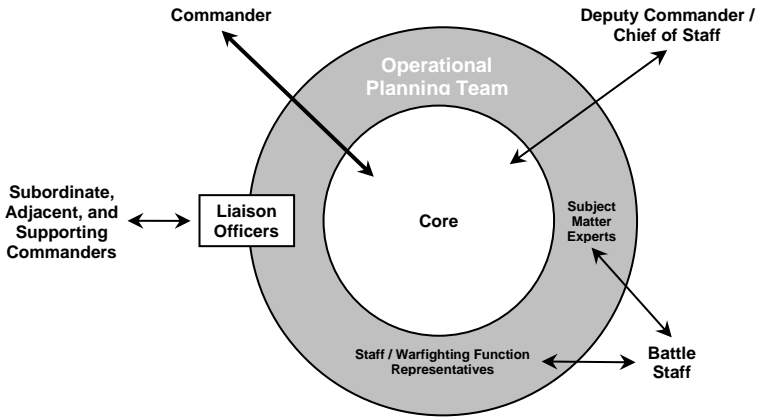 Commander
Deputy Commander /
Chief of Staff
Operational
Planning Team
Subordinate,
Adjacent, and
Supporting
Commanders
Liaison
Officers
Core
Subject
Matter
Experts
Staff / Warfighting Function
Representatives
Battle
Staff